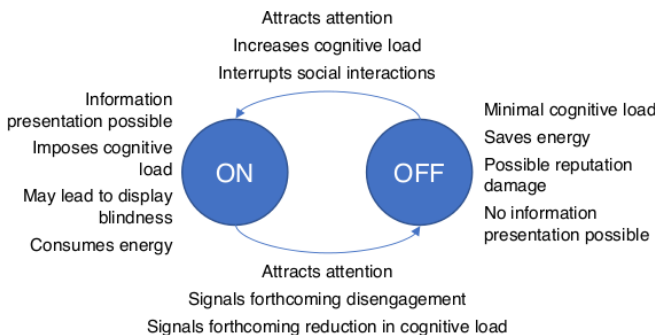 Attracts attention
Increases cognitive load
Interrupts social interactions
Information
presentation possible
Imposes cognitive
load
May lead to display
blindness
Consumes energy
ON
OFF
Minimal cognitive load
Saves energy
Possible reputation
damage
No information
presentation possible
Attracts attention
Signals forthcoming disengagement
Signals forthcoming reduction in cognitive load